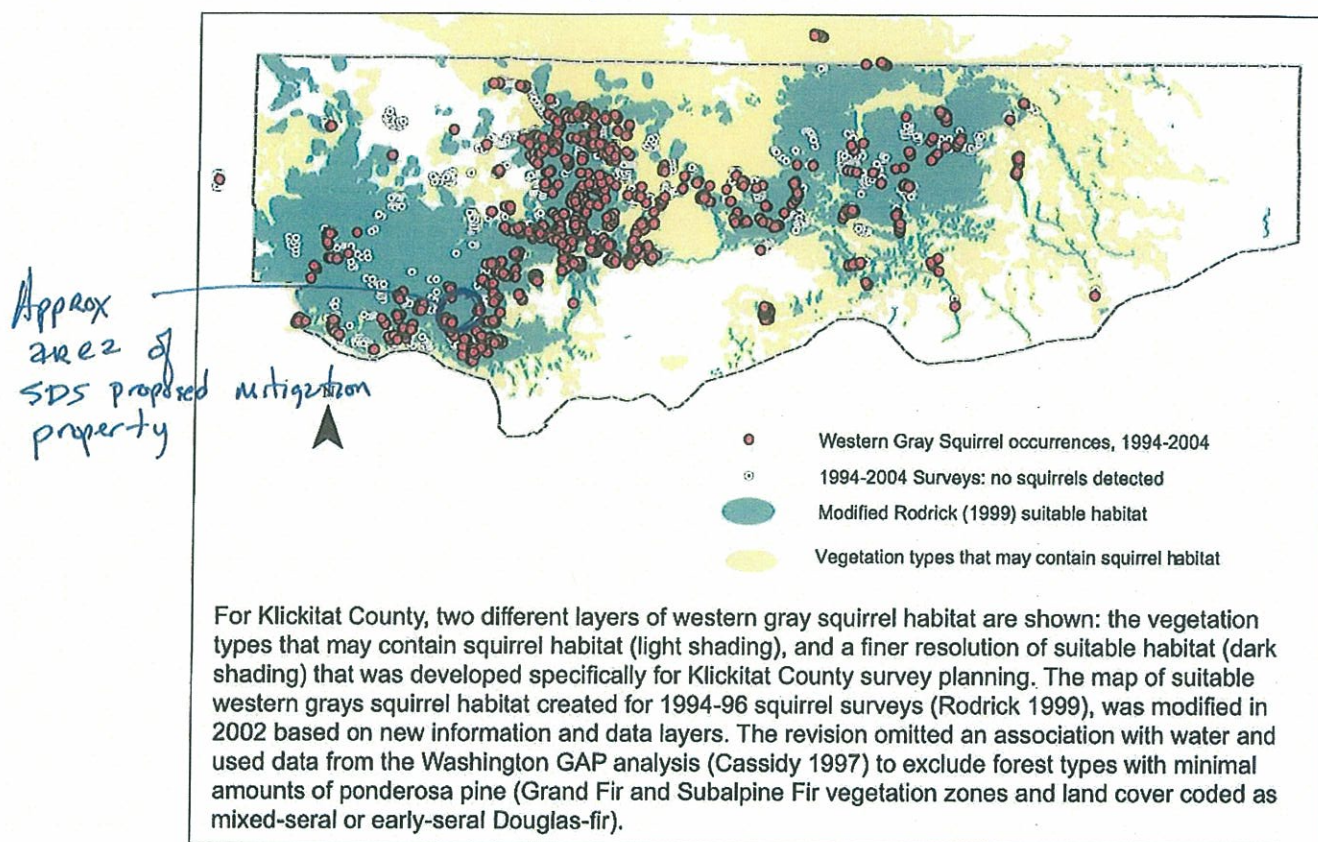 Approx
area of
SDS proposed mitigation
property
Western Gray Squirrel occurrences, 1994-2004
1994-2004 Surveys: no squirrels detected
Modified Rodrick (1999) suitable habitat
Vegetation types that may contain squirrel habitat
For Klickitat County, two different layers of western gray squirrel habitat are shown: the vegetation
types that may contain squirrel habitat (light shading), and a finer resolution of suitable habitat (dark
shading) that was developed specifically for Klickitat County survey planning. The map of suitable
western grays squirrel habitat created for 1994-96 squirrel surveys (Rodrick 1999), was modified in
2002 based on new information and data layers. The revision omitted an association with water and
used data from the Washington GAP analysis (Cassidy 1997) to exclude forest types with minimal
amounts of ponderosa pine (Grand Fir and Subalpine Fir vegetation zones and land cover coded as
mixed-seral or early-seral Douglas-fir).